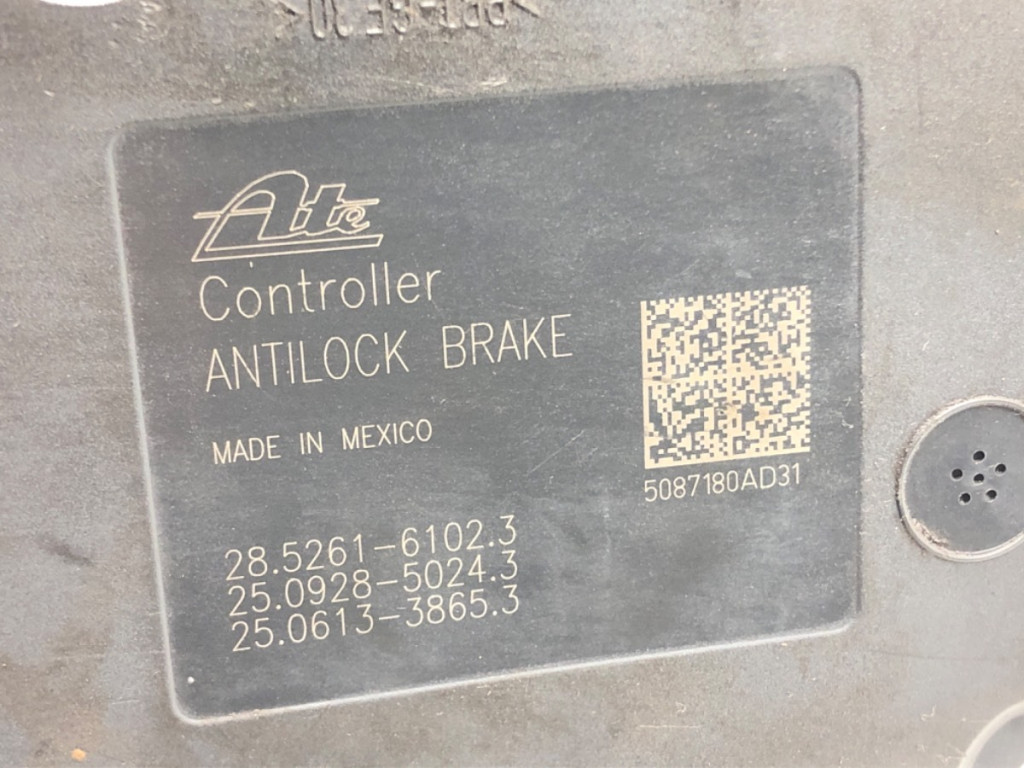 Ate
Controller
ANTILOCK BRAKE
MADE IN MEXICO
5087180AD31
28.5261-6102.3
25.0928-5024.3
25.0613-3865.3